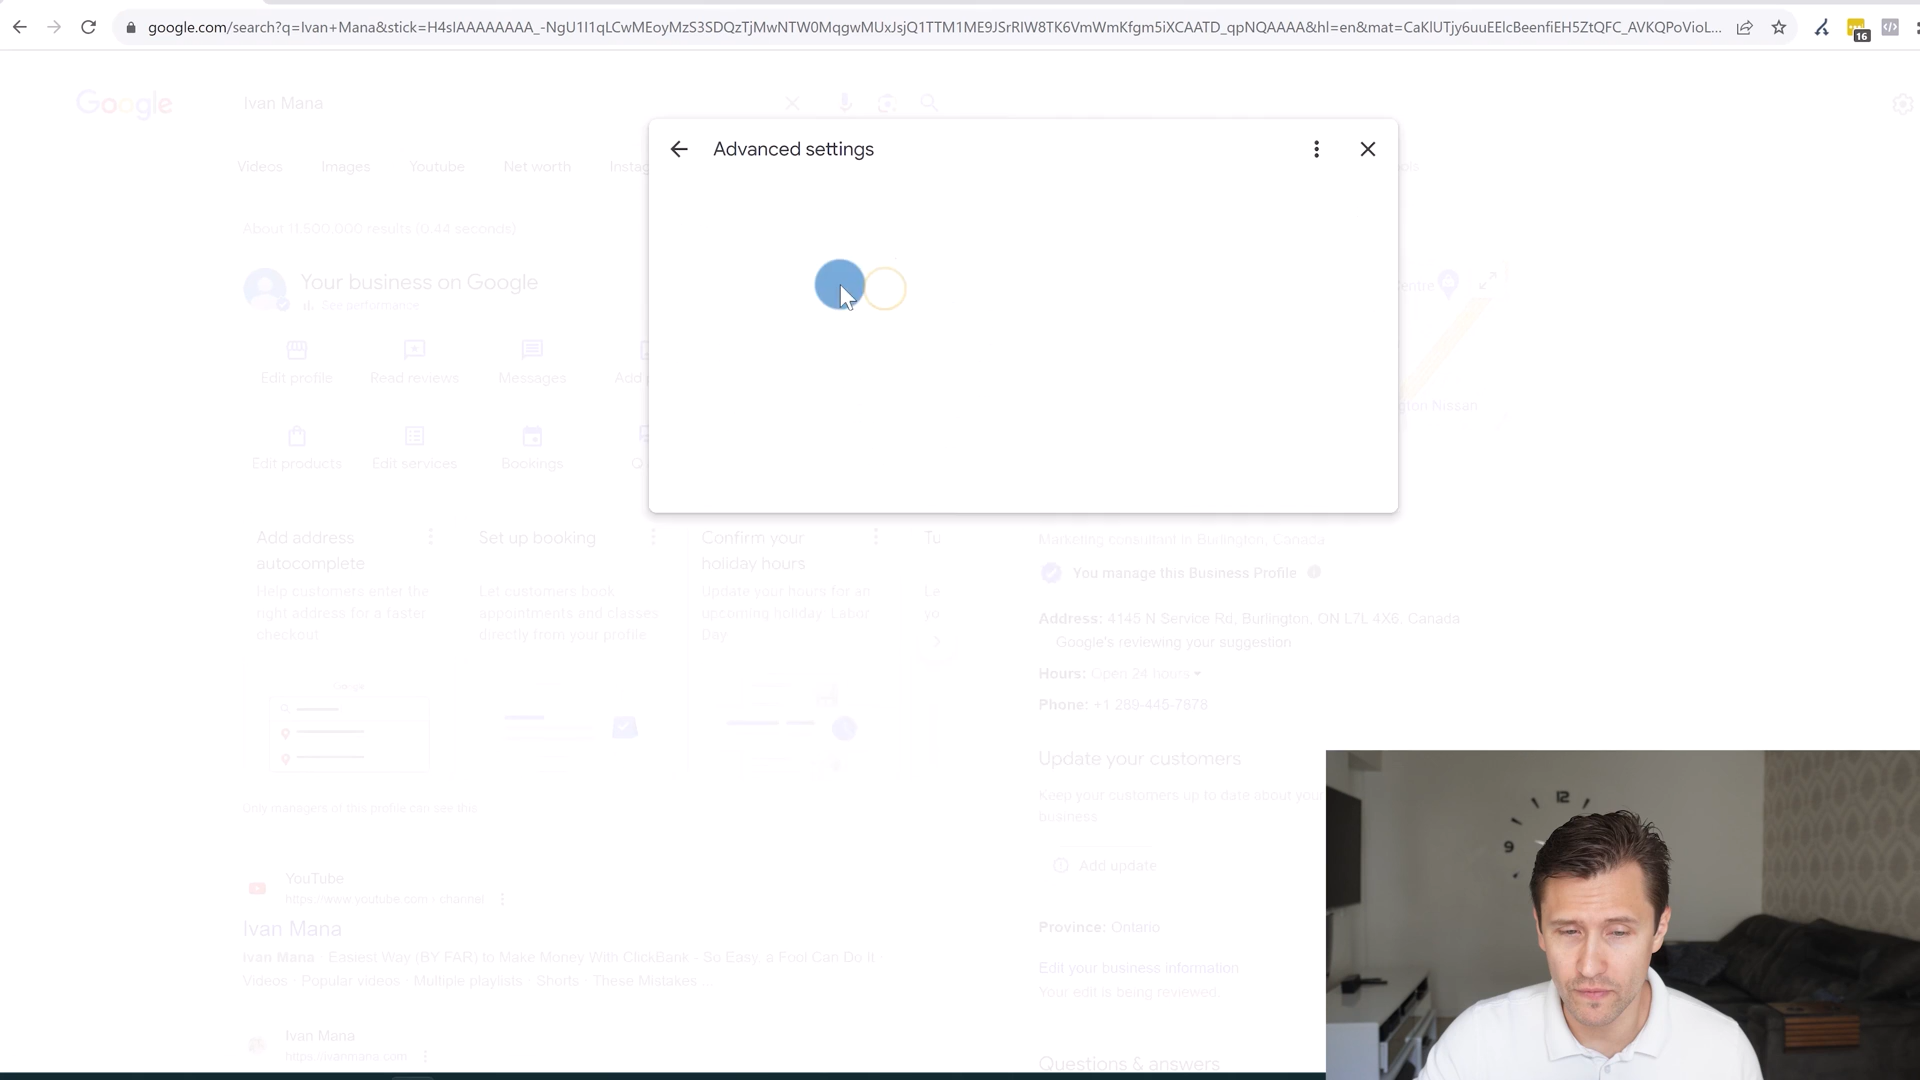 google.com/search?q=Ivan+Mana&stick=H4sIAAAAAAAA_-NgU1I1qLCwMEoyMzS3SDQzTjMwNTW0MqgwMUxJsjQ1TTM1ME9JSrRIW8TK6VmWmKfgm5iXCAATD_qpNQAAAA&hl=en&mat=CaKlUTjy6uuEElcBeenfiEH5ZtQFC_AVKQPoVioL...
16
Google
Ivan Mana
Videos
Images
Youtube
Net worth
About 11,500,000 results (0.44 seconds)
Advanced settings
Your business on Google
See performance
Edit profile
Read reviews
Messages
Edit products
Edit services
Bookings
Add address
autocomplete
Help customers enter the
right address for a faster
checkout
Set up booking
Let customers book
appointments and classes
directly from your profile
Confirm your
holiday hours
Update your hours for an
upcoming holiday: Labor
Day
Only managers of this profile can see this
YouTube
https://www.youtube.com › channel
Ivan Mana
Ivan Mana · Easiest Way (BY FAR) to Make Money With ClickBank - So Easy, a Fool Can Do It
Videos · Popular videos · Multiple playlists · Shorts · These Mistakes ...
Ivan Mana
https://ivanmana.com
Marketing consultant in Burlington, Canada
You manage this Business Profile
Address: 4145 N Service Rd, Burlington, ON L7L 4X6, Canada
Google's reviewing your suggestion
Hours: Open 24 hours
Phone: +1 289-445-7878
Update your customers
Keep your customers up to date about your
business
Add update
Province: Ontario
Edit your business information
Your edit is being reviewed.
Questions & answers
12
9